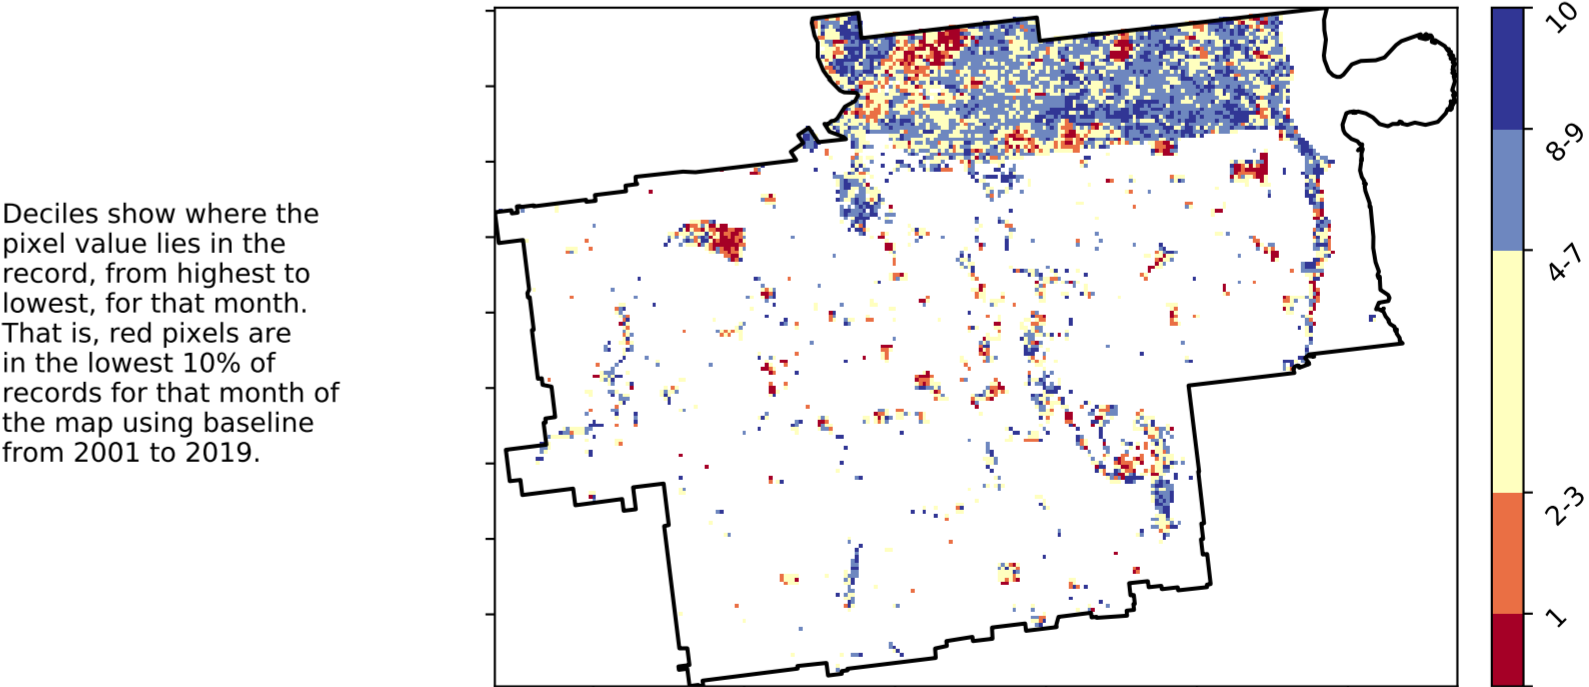 Deciles show where the
pixel value lies in the
record, from highest to
lowest, for that month.
That is, red pixels are
in the lowest 10% of
records for that month of
the map using baseline
from 2001 to 2019.
10
8-9
4-7
2-3
1